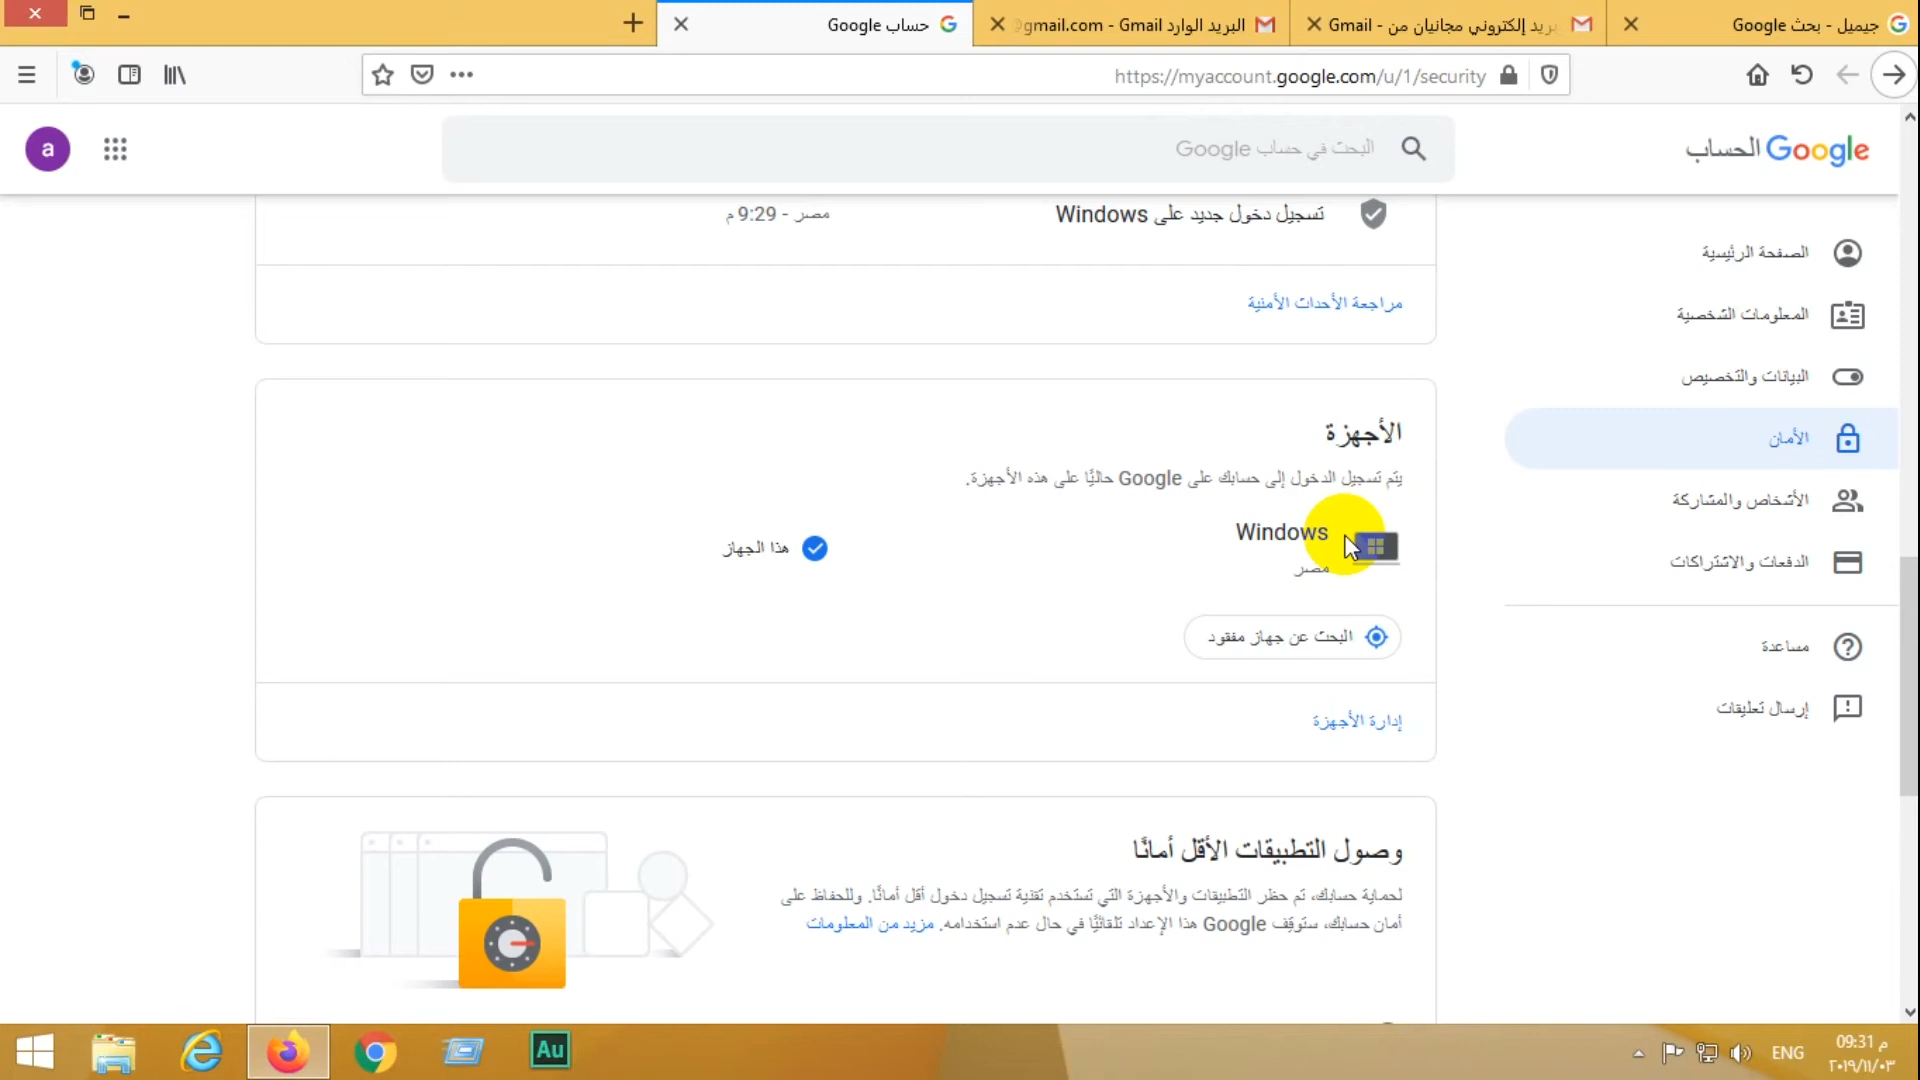 جيميل - بحث Google
بريد إلكتروني مجانيان من - Gmail
البريد الوارد @gmail.com - Gmail
حساب Google
https://myaccount.google.com/u/1/security
Google الحساب
البحث في حساب Google
a
الصفحة الرئيسية
المعلومات الشخصية
البيانات والتخصيص
الأمان
الأشخاص والمشاركة
الدفعات والاشتراكات
مساعدة
إرسال تعليقات
تسجيل دخول جديد على Windows
مصر - 9:29 م
مراجعة الأحداث الأمنية
الأجهزة
يتم تسجيل الدخول إلى حسابك على Google حاليًا على هذه الأجهزة.
Windows
مصر
هذا الجهاز
البحث عن جهاز مفقود
إدارة الأجهزة
وصول التطبيقات الأقل أمانًا
لحماية حسابك، تم حظر التطبيقات والأجهزة التي تستخدم تقنية تسجيل دخول أقل أمانًا. وللحفاظ على
أمان حسابك، ستوقِف Google هذا الإعداد تلقائيًا في حال عدم استخدامه. مزيد من المعلومات
Au
ENG
09:31 م
٢٠١٩/١١/٠٣